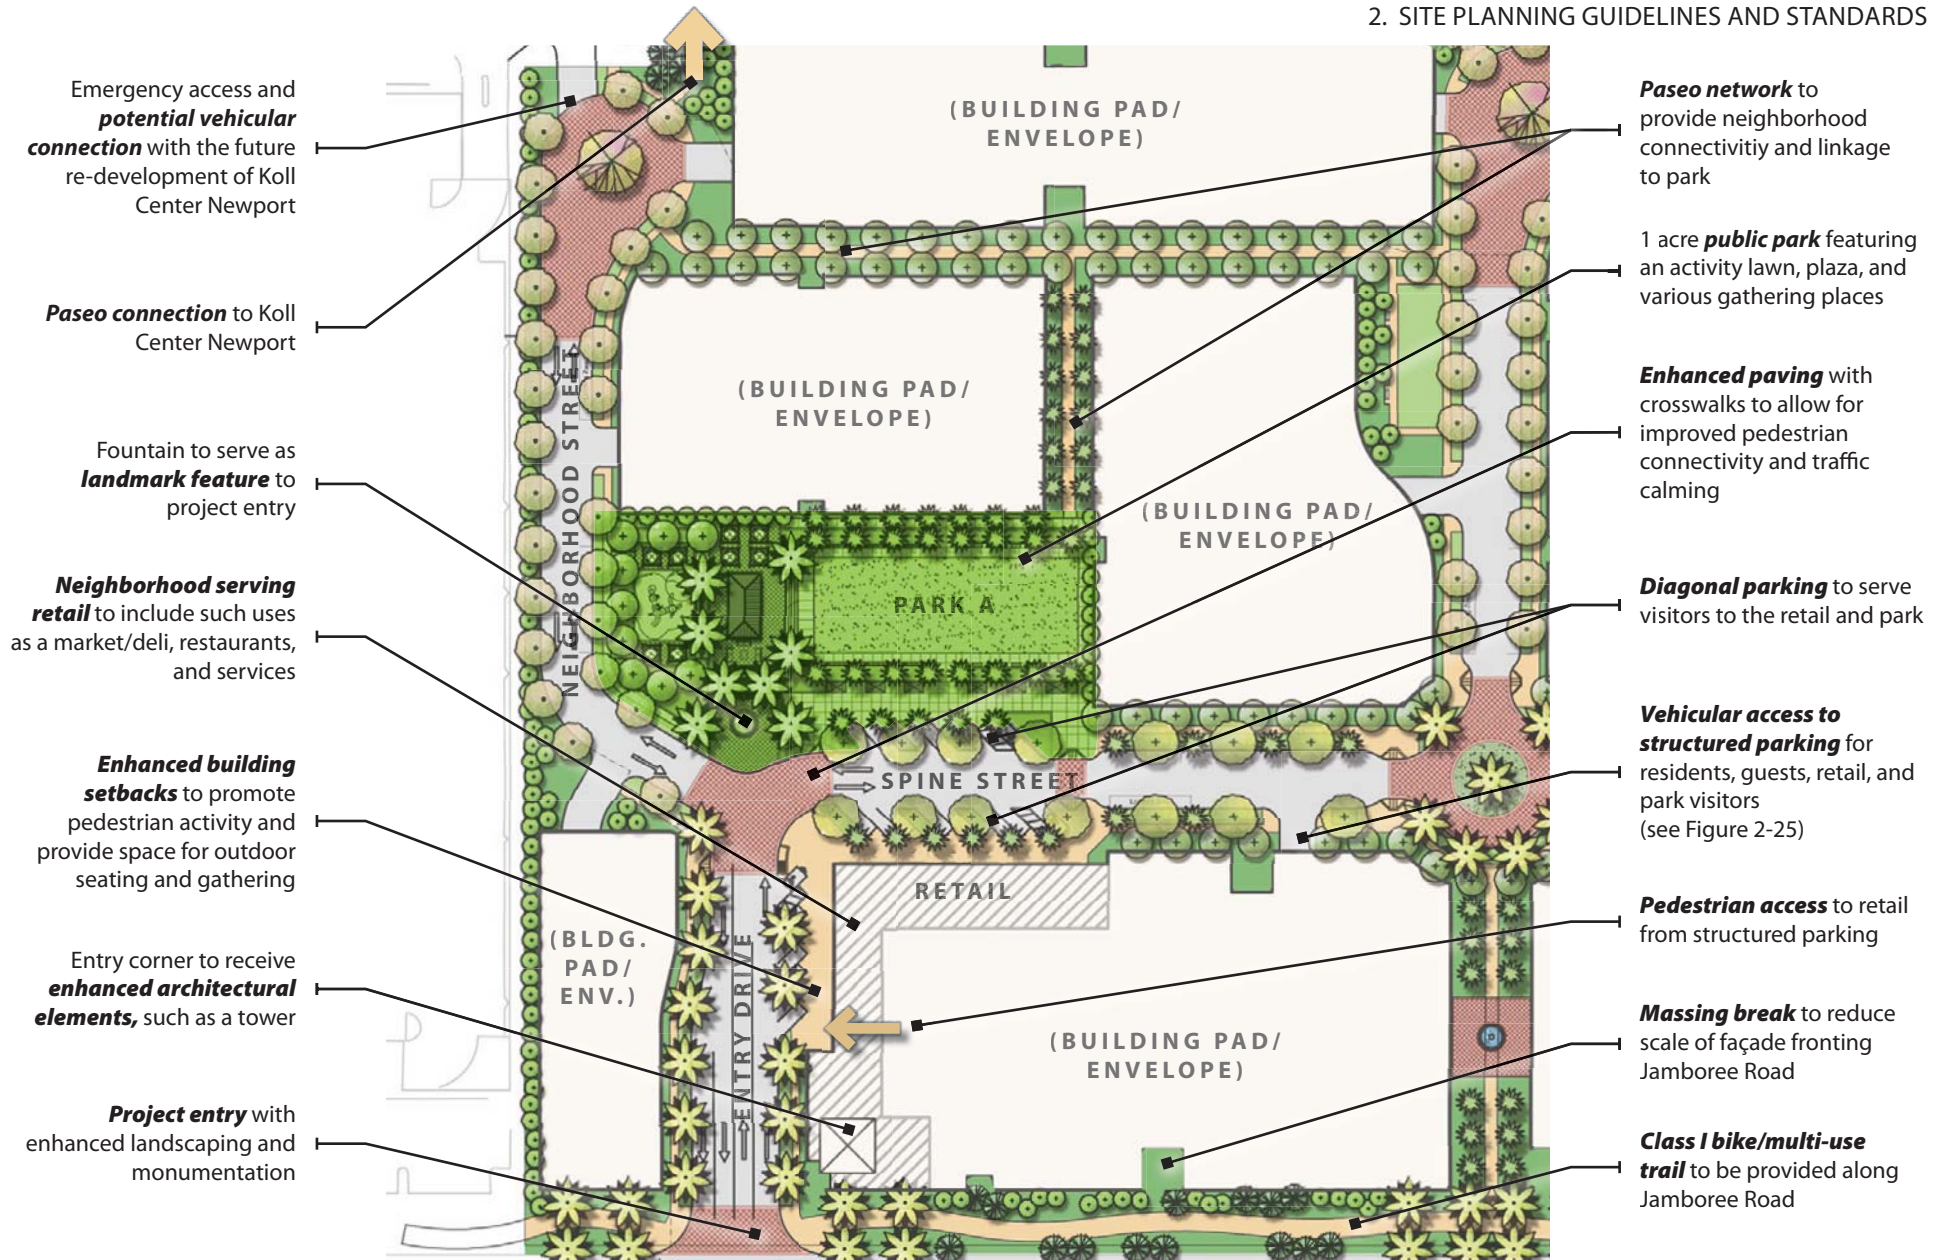 2. SITE PLANNING GUIDELINES AND STANDARDS
Emergency access and
potential vehicular
connection with the future
re-development of Koll
Center Newport
Paseo connection to Koll
Center Newport
Fountain to serve as
landmark feature to
project entry
Neighborhood serving
retail to include such uses
as a market/deli, restaurants,
and services
Enhanced building
setbacks to promote
pedestrian activity and
provide space for outdoor
seating and gathering
Entry corner to receive
enhanced architectural
elements, such as a tower
Project entry with
enhanced landscaping and
monumentation
(BUILDING PAD/
ENVELOPE)
(BUILDING PAD/
ENVELOPE)
(BUILDING PAD/
ENVELOPE)
NEIGHBORHOOD STREET
PARK A
SPINE STREET
RETAIL
(BLDG.
PAD/
ENV.)
ENTRY DRIVE
(BUILDING PAD/
ENVELOPE)
Paseo network to
provide neighborhood
connectivitiy and linkage
to park
1 acre public park featuring
an activity lawn, plaza, and
various gathering places
Enhanced paving with
crosswalks to allow for
improved pedestrian
connectivity and traffic
calming
Diagonal parking to serve
visitors to the retail and park
Vehicular access to
structured parking for
residents, guests, retail, and
park visitors
(see Figure 2-25)
Pedestrian access to retail
from structured parking
Massing break to reduce
scale of façade fronting
Jamboree Road
Class I bike/multi-use
trail to be provided along
Jamboree Road